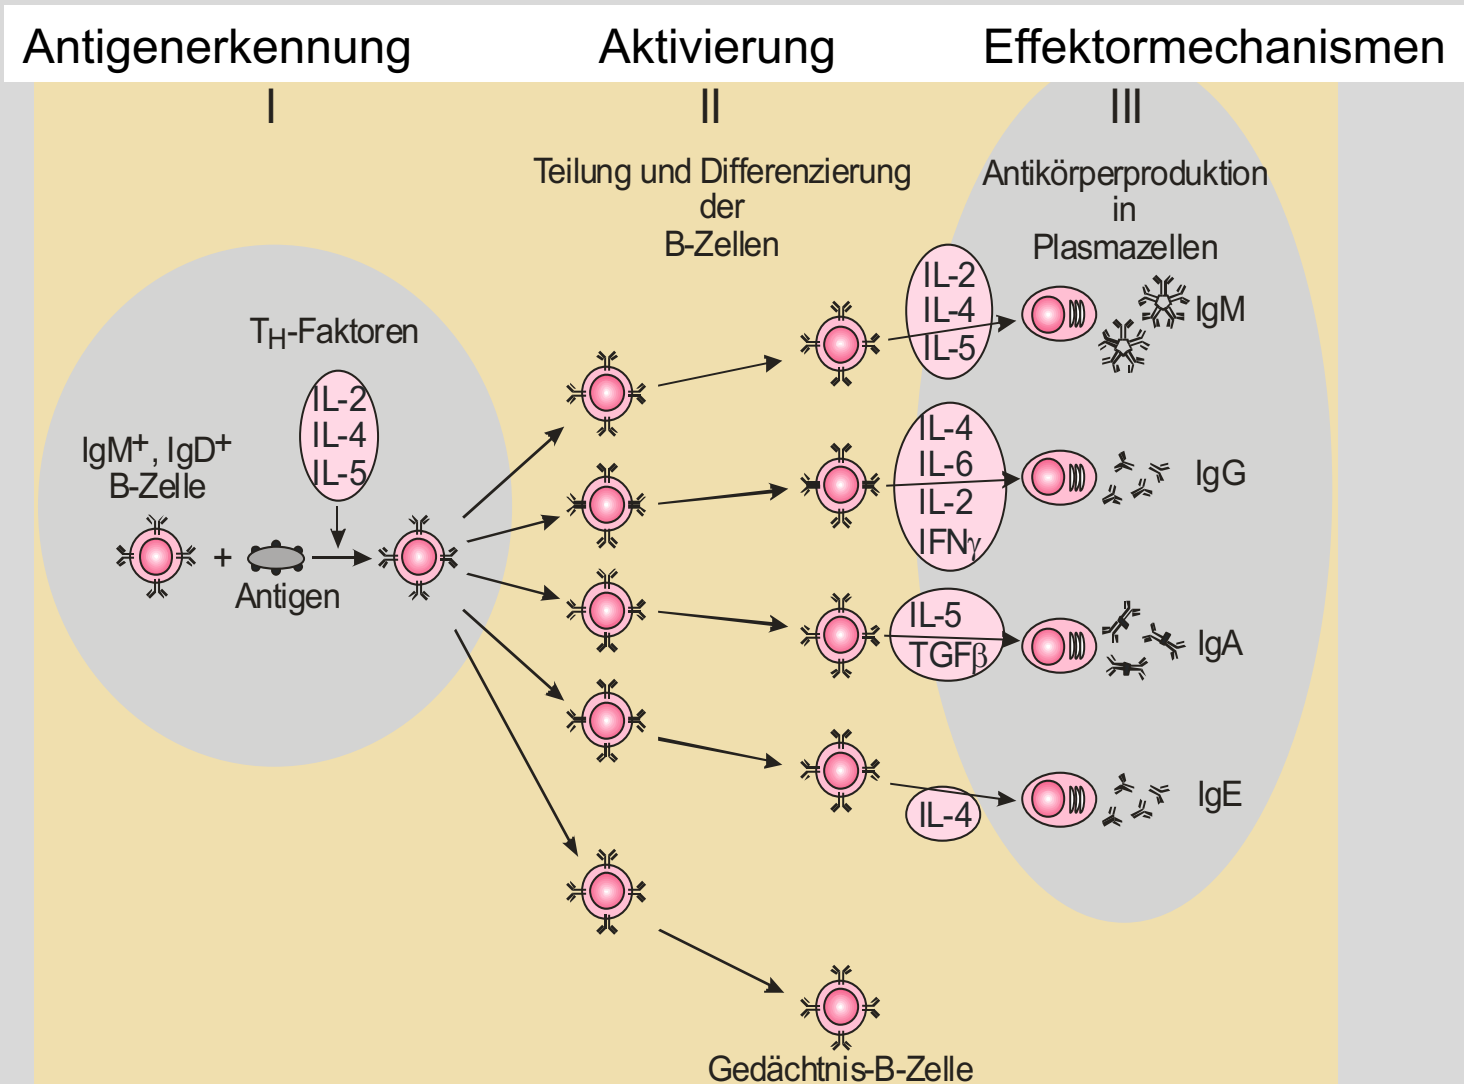 Antigenerkennung
Aktivierung
Effektormechanismen
I
II
III
Teilung und Differenzierung
der
B-Zellen
Antikörperproduktion
in
Plasmazellen
TH-Faktoren
IL-2
IL-4
IL-5
IgM+, IgD+
B-Zelle
+
Antigen
IL-2
IL-4
IL-5
IgM
IL-4
IL-6
IL-2
IFNγ
IgG
IL-5
TGFβ
IgA
IL-4
IgE
Gedächtnis-B-Zelle